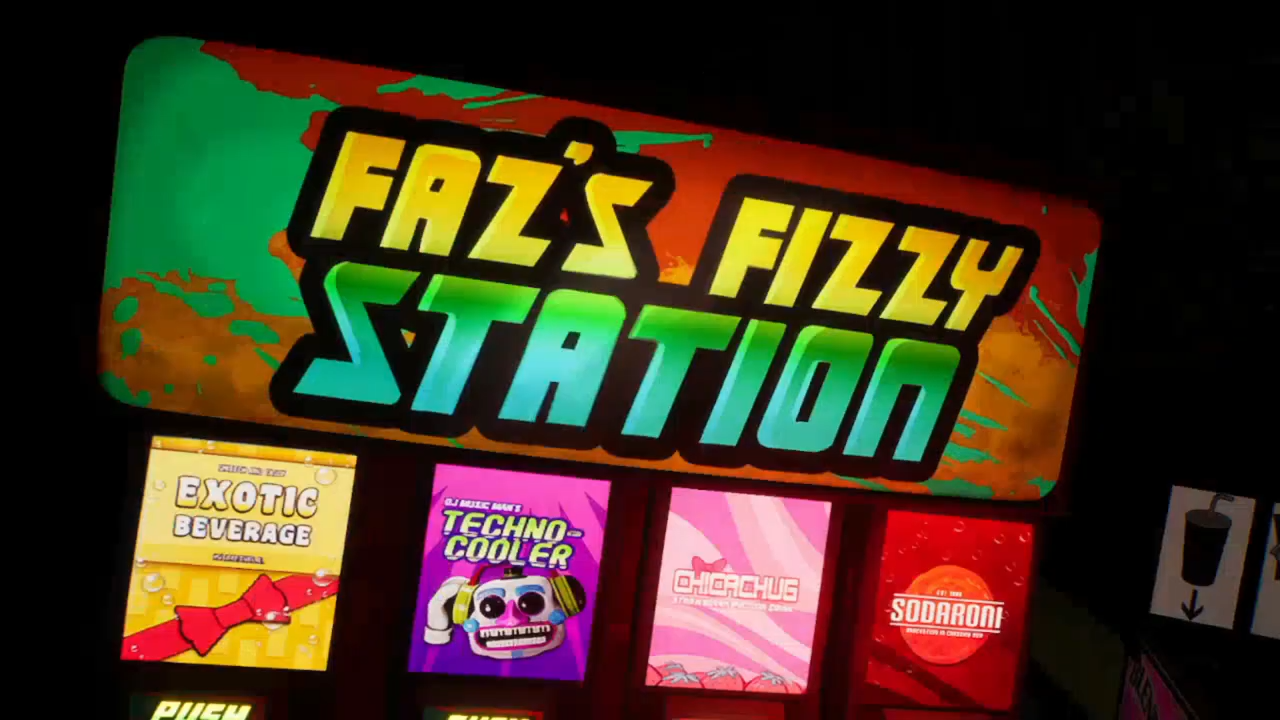 FAZ'S FIZZY
STATION
EXOTIC
BEVERAGE
DJ MUSIC MAN'S
TECHNO-
COOLER
CHICACHUG
SODARONI
PUSH